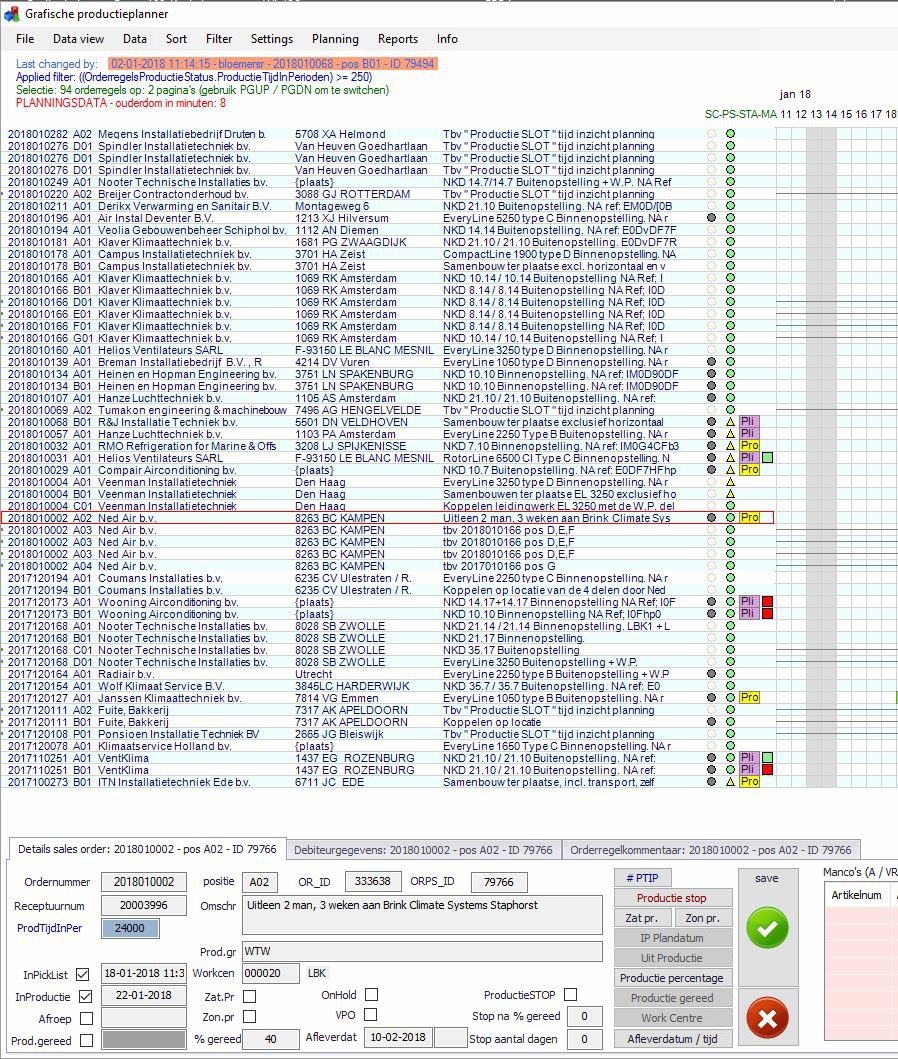 Grafische productieplanner
File Data view Data Sort Filter Settings Planning Reports Info
Last changed by: 02-01-2018 11:14:15 - bloemersr - 2018010068 - pos B01 - ID 79494
Applied filter: ((OrderregelsProductieStatus.ProductieTijdInPerioden) >= 250)
Selectie: 94 orderregels op: 2 pagina's (gebruik PGUP / PGDN om te switchen)
PLANNINGSDATA - ouderdom in minuten: 8
jan 18
SC-PS-STA-MA 11 12 13 14 15 16 17 18
2018010282 A02 Megens Installatiebedrijf Druten b. 5708 XA Helmond Tbv " Productie SLOT " tijd inzicht planning
2018010276 D01 Spindler Installatietechniek b.v. Van Heuven Goedhartlaan Tbv " Productie SLOT " tijd inzicht planning
2018010276 D01 Spindler Installatietechniek b.v. Van Heuven Goedhartlaan Tbv " Productie SLOT " tijd inzicht planning
2018010276 D01 Spindler Installatietechniek b.v. Van Heuven Goedhartlaan Tbv " Productie SLOT " tijd inzicht planning
2018010249 A01 Nooter Technische Installaties bv. {plaats} NKD 14.7/14.7 Buitenopstelling + W.P. NA Ref
2018010220 A02 Breijer Contractonderhoud b.v. 3088 GJ ROTTERDAM Tbv " Productie SLOT " tijd inzicht planning
2018010211 A01 Derikx Verwarming en Sanitair B.V. Montageweg 6 NKD 21.10 Buitenopstelling. NA ref: EM0D/[0B
2018010196 A01 Air Instal Deventer B.V. 1213 XJ Hilversum EveryLine 5250 type C Binnenopstelling. NA r
2018010194 A01 Veolia Gebouwenbeheer Schiphol bv. 1112 AN Diemen NKD 14.14 Buitenopstelling. NA ref: E0DvDF7F
2018010181 A01 Klaver Klimaattechniek b.v. 1681 PG ZWAAGDIJK NKD 21.10 / 21.10 Buitenopstelling. E0DvDF7R
2018010178 A01 Campus Installatietechniek b.v. 3701 HA Zeist CompactLine 1900 type D Binnenopstelling. NA
2018010178 B01 Campus Installatietechniek b.v. 3701 HA Zeist Samenbouw ter plaatse excl. horizontaal en v
2018010166 A01 Klaver Klimaattechniek b.v. 1069 RK Amsterdam NKD 10.14 / 10.14 Buitenopstelling NA Ref; I
2018010166 B01 Klaver Klimaattechniek b.v. 1069 RK Amsterdam NKD 8.14 / 8.14 Buitenopstelling NA Ref; I0D
2018010166 D01 Klaver Klimaattechniek b.v. 1069 RK Amsterdam NKD 8.14 / 8.14 Buitenopstelling NA Ref; I0D
2018010166 E01 Klaver Klimaattechniek b.v. 1069 RK Amsterdam NKD 8.14 / 8.14 Buitenopstelling NA Ref; I0D
2018010166 F01 Klaver Klimaattechniek b.v. 1069 RK Amsterdam NKD 8.14 / 8.14 Buitenopstelling NA Ref; I0D
2018010166 G01 Klaver Klimaattechniek b.v. 1069 RK Amsterdam NKD 10.14 / 10.14 Buitenopstelling NA Ref; I
2018010160 A01 Helios Ventilateurs SARL F-93150 LE BLANC MESNIL EveryLine 3250 type D Binnenopstelling. NA r
2018010139 A01 Breman Installatiebedrijf B.V. , R 4214 DV Vuren EveryLine 1050 type D Binnenopstelling. NA r
2018010134 A01 Heinen en Hopman Engineering b.v. 3751 LN SPAKENBURG NKD 10.10 Binnenopstelling. NA ref: IM0D90DF
2018010134 B01 Heinen en Hopman Engineering b.v. 3751 LN SPAKENBURG NKD 10.10 Binnenopstelling. NA ref: IM0D90DF
2018010107 A01 Hanze Luchttechniek b.v. 1105 AS Amsterdam NKD 21.10 / 21.10 Buitenopstelling. NA ref:
2018010069 A02 Tumakon engineering & machinebouw 7496 AG HENGELVELDE Tbv " Productie SLOT " tijd inzicht planning
2018010068 B01 R&J Installatie Techniek b.v. 5501 DN VELDHOVEN Samenbouw ter plaatse exclusief horizontaal Pli
2018010057 A01 Hanze Luchttechniek b.v. 1103 PA Amsterdam EveryLine 2250 Type B Binnenopstelling. NA r Pli
2018010032 A01 RMO Refrigeration for Marine & Offs 3208 LJ SPIJKENISSE NKD 7.10 Binnenopstelling. NA ref: IM0G4CFb3 Pro
2018010031 A01 Helios Ventilateurs SARL F-93150 LE BLANC MESNIL RotorLine 6500 CI Type C Binnenopstelling. N Pli
2018010029 A01 Compair Airconditioning b.v. {plaats} NKD 10.7 Buitenopstelling. NA ref: E0DF7HFhp Pro
2018010004 A01 Veenman Installatietechniek Den Haag EveryLine 3250 type D Binnenopstelling. NA r
2018010004 B01 Veenman Installatietechniek Den Haag Samenbouwen ter plaatse EL 3250 exclusief ho
2018010004 C01 Veenman Installatietechniek Den Haag Koppelen leidingwerk EL 3250 met de W.P. del
2018010002 A02 Ned Air b.v. 8263 BC KAMPEN Uitleen 2 man, 3 weken aan Brink Climate Sys Pro
2018010002 A03 Ned Air b.v. 8263 BC KAMPEN tbv 2018010166 pos D,E,F
2018010002 A03 Ned Air b.v. 8263 BC KAMPEN tbv 2018010166 pos D,E,F
2018010002 A03 Ned Air b.v. 8263 BC KAMPEN tbv 2018010166 pos D,E,F
2018010002 A04 Ned Air b.v. 8263 BC KAMPEN tbv 2017010166 pos G
2017120194 A01 Coumans Installaties b.v. 6235 CV Ulestraten / R. EveryLine 2250 type C Binnenopstelling. NA r
2017120194 B01 Coumans Installaties b.v. 6235 CV Ulestraten / R. Koppelen op locatie van de 4 delen door Ned
2017120173 A01 Wooning Airconditioning b.v. {plaats} NKD 14.17+14.17 Binnenopstelling NA Ref; I0F Pli
2017120173 B01 Wooning Airconditioning b.v. {plaats} NKD 10.10 Binnenopstelling NA Ref; I0Fhp0 Pli
2017120168 A01 Nooter Technische Installaties bv. 8028 SB ZWOLLE NKD 21.14 / 21.14 Binnenopstelling. LBK1 + L
2017120168 B01 Nooter Technische Installaties bv. 8028 SB ZWOLLE NKD 21.17 Binnenopstelling.
2017120168 C01 Nooter Technische Installaties bv. 8028 SB ZWOLLE NKD 35.17 Buitenopstelling
2017120168 D01 Nooter Technische Installaties bv. 8028 SB ZWOLLE EveryLine 3250 Buitenopstelling + W.P.
2017120164 A01 Radiair b.v. Utrecht EveryLine 2250 type B Buitenopstelling + W.P
2017120154 A01 Wolf Klimaat Service B.V. 3845LC HARDERWIJK NKD 35.7 / 35.7 Buitenopstelling. NA ref: E0
2017120127 A01 Janssen Klimaattechniek b.v. 7814 VG Emmen EveryLine 1050 type B Buitenopstelling. NA r Pro
2017120111 A02 Fuite, Bakkerij 7317 AK APELDOORN Tbv " Productie SLOT " tijd inzicht planning
2017120111 B01 Fuite, Bakkerij 7317 AK APELDOORN Koppelen op locatie
2017120108 P01 Ponsioen Installatie Techniek BV 2665 JG Bleiswijk Tbv " Productie SLOT " tijd inzicht planning
2017120078 A01 Klimaatservice Holland b.v. {plaats} EveryLine 1650 Type C Binnenopstelling. NA r
2017110251 A01 VentKlima 1437 EG ROZENBURG NKD 21.10 / 21.10 Buitenopstelling. NA ref: Pli
2017110251 B01 VentKlima 1437 EG ROZENBURG NKD 21.10 / 21.10 Buitenopstelling. NA ref: Pli
2017100273 B01 ITN Installatietechniek Ede b.v. 6711 JC EDE Samenbouw ter plaatse, incl. transport, zelf Pro
Details sales order: 2018010002 - pos A02 - ID 79766 Debiteurgegevens: 2018010002 - pos A02 - ID 79766 Orderregelkommentaar: 2018010002 - pos A02 - ID 79766
Ordernummer 2018010002 positie A02 OR_ID 333638 ORPS_ID 79766 # PTIP save Manco's (A / VR
Receptuurnum 20003996 Omschr Uitleen 2 man, 3 weken aan Brink Climate Systems Staphorst Productie stop Artikelnum
ProdTijdInPer 24000 Zat pr. Zon pr.
IP Plandatum
Prod.gr WTW Uit Productie
InPickList 18-01-2018 11:3 Workcen 000020 LBK Productie percentage
InProductie 22-01-2018 Zat.Pr OnHold ProductieSTOP Productie gereed
Afroep Zon.pr VPO Stop na % gereed 0 Work Centre
Prod.gereed % gereed 40 Afleverdat 10-02-2018 Stop aantal dagen 0 Afleverdatum / tijd